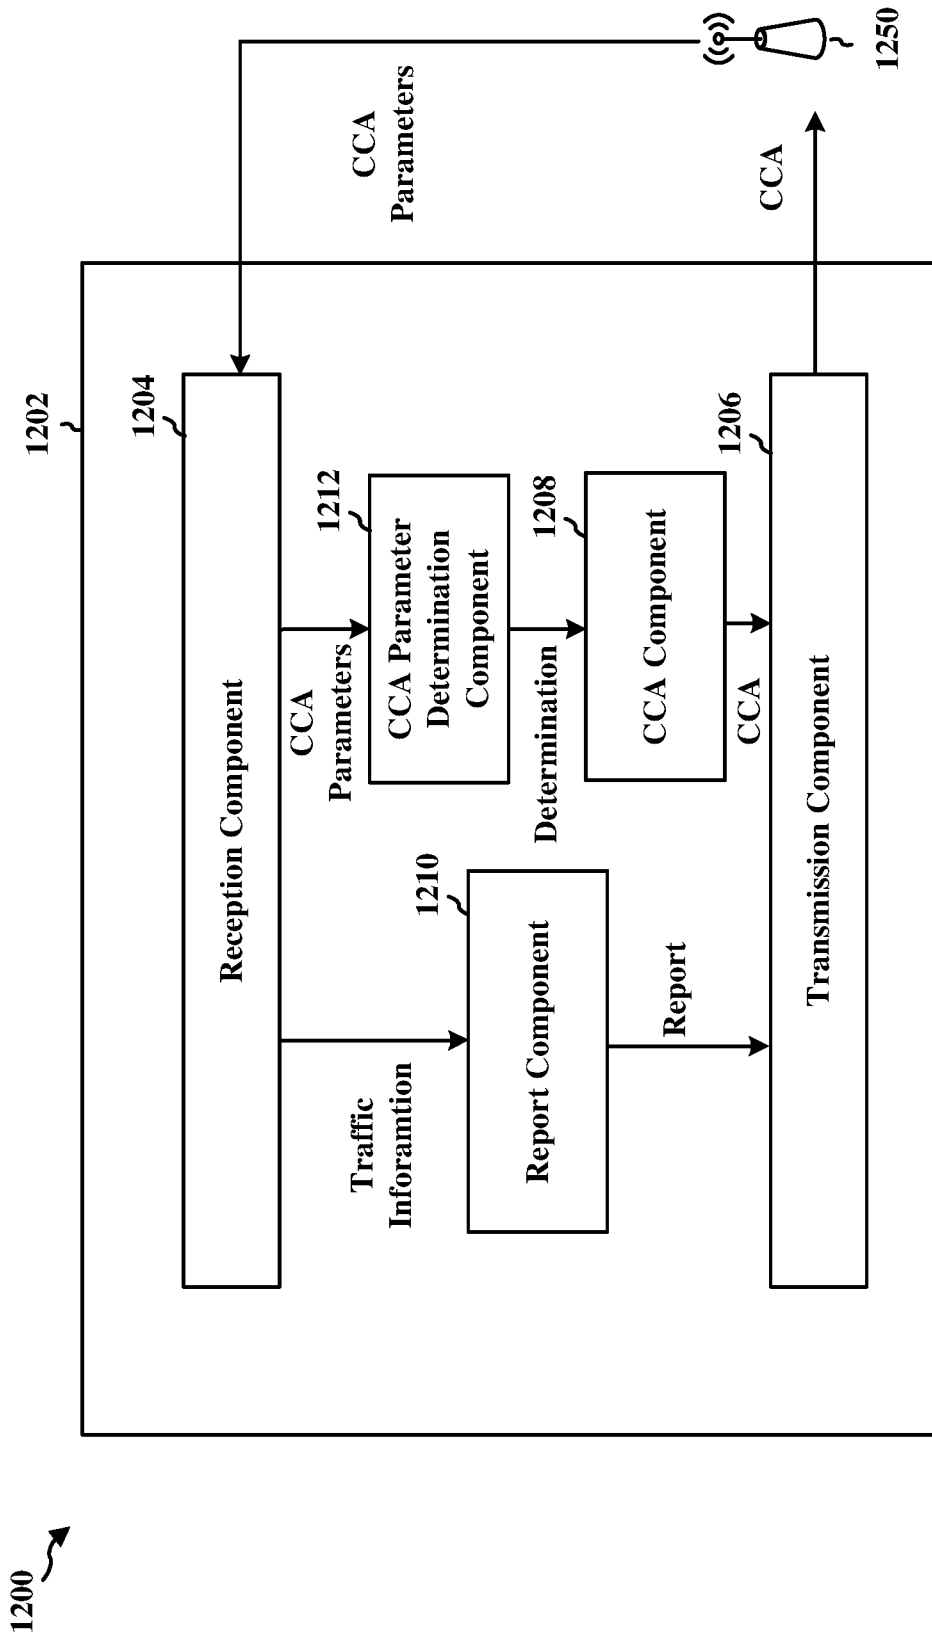 1200
1202
1204
Reception Component
CCA
Parameters
1250
Traffic
Inforamtion
CCA
Parameters
1212
CCA Parameter
Determination
Component
1210
Report Component
Determination
1208
CCA Component
Report
CCA
1206
Transmission Component
CCA